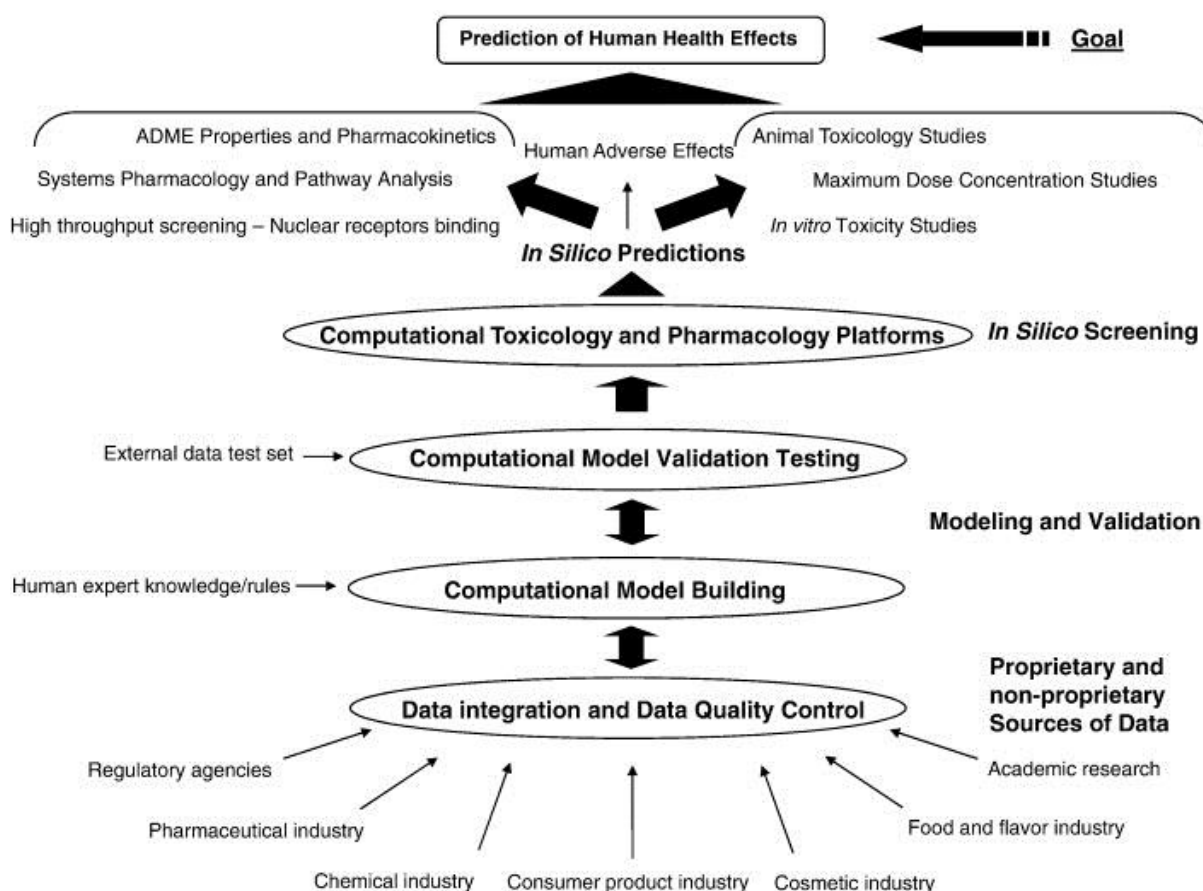 Prediction of Human Health Effects
Goal
ADME Properties and Pharmacokinetics
Human Adverse Effects
Animal Toxicology Studies
Systems Pharmacology and Pathway Analysis
Maximum Dose Concentration Studies
High throughput screening – Nuclear receptors binding
In vitro Toxicity Studies
In Silico Predictions
Computational Toxicology and Pharmacology Platforms
In Silico Screening
External data test set
Computational Model Validation Testing
Modeling and Validation
Human expert knowledge/rules
Computational Model Building
Proprietary and
non-proprietary
Sources of Data
Data integration and Data Quality Control
Regulatory agencies
Academic research
Pharmaceutical industry
Food and flavor industry
Chemical industry
Consumer product industry
Cosmetic industry